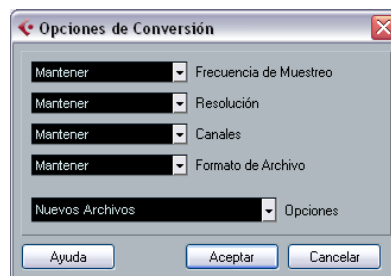 Opciones de Conversión
Mantener Frecuencia de Muestreo
Mantener Resolución
Mantener Canales
Mantener Formato de Archivo
Nuevos Archivos Opciones
Ayuda Aceptar Cancelar